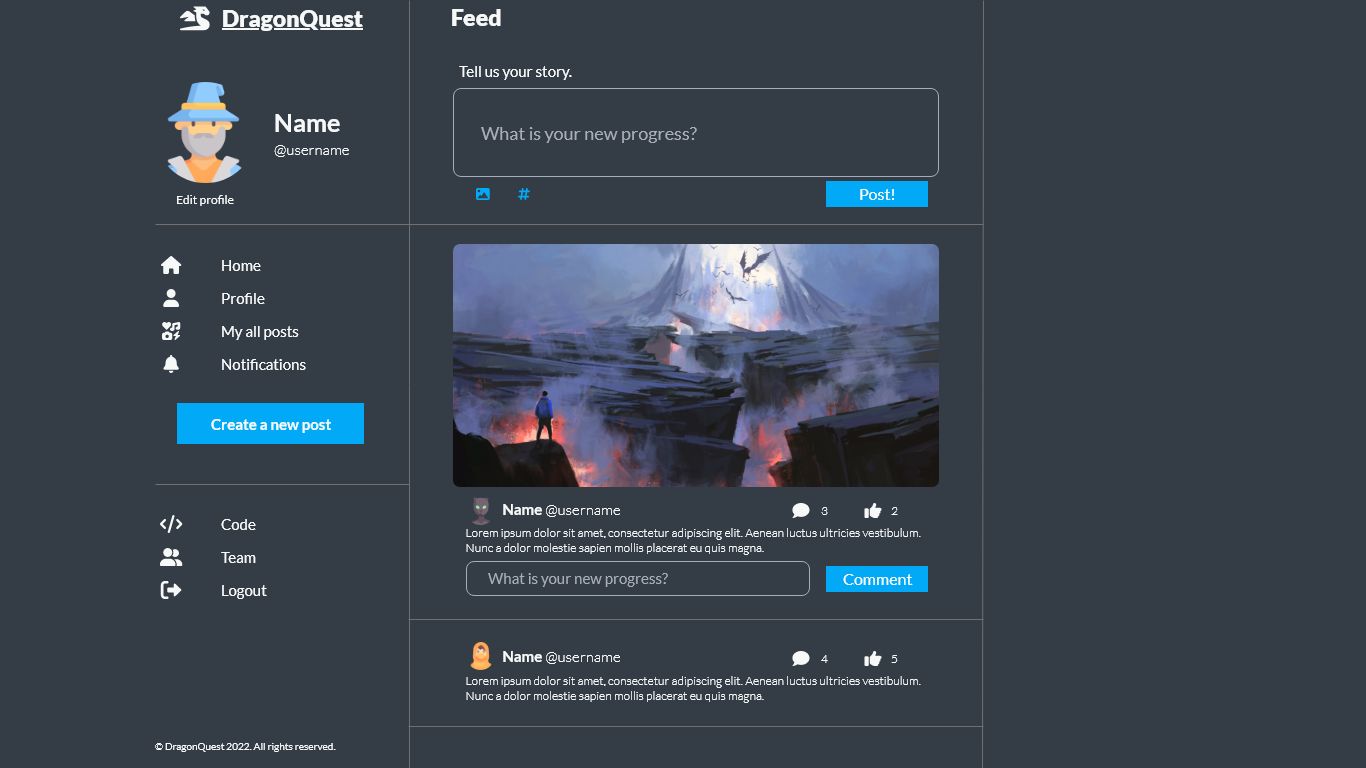 DragonQuest
Name
@username
Edit profile
Home
Profile
My all posts
Notifications
Create a new post
Code
Team
Logout
© DragonQuest 2022. All rights reserved.
Feed
Tell us your story.
What is your new progress?
#
Post!
Name @username
3
2
Lorem ipsum dolor sit amet, consectetur adipiscing elit. Aenean luctus ultricies vestibulum.
Nunc a dolor molestie sapien mollis placerat eu quis magna.
What is your new progress?
Comment
Name @username
4
5
Lorem ipsum dolor sit amet, consectetur adipiscing elit. Aenean luctus ultricies vestibulum.
Nunc a dolor molestie sapien mollis placerat eu quis magna.